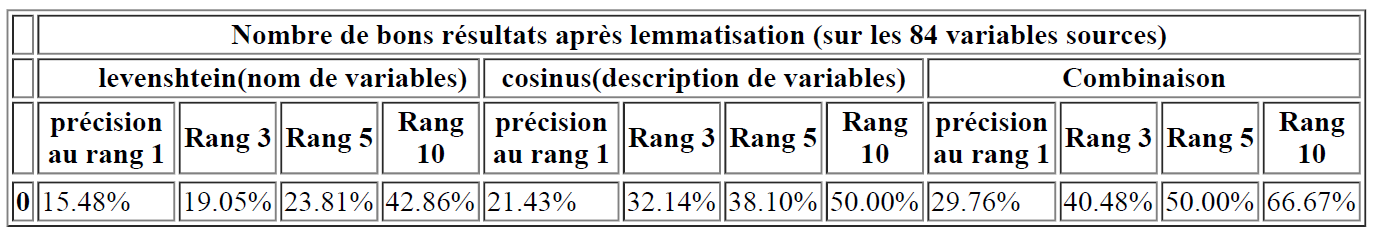 Nombre de bons résultats après lemmatisation (sur les 84 variables sources)
levenshtein(nom de variables) cosinus(description de variables) Combinaison
précision au rang 1 Rang 3 Rang 5 Rang 10 précision au rang 1 Rang 3 Rang 5 Rang 10 précision au rang 1 Rang 3 Rang 5 Rang 10
0 15.48% 19.05% 23.81% 42.86% 21.43% 32.14% 38.10% 50.00% 29.76% 40.48% 50.00% 66.67%